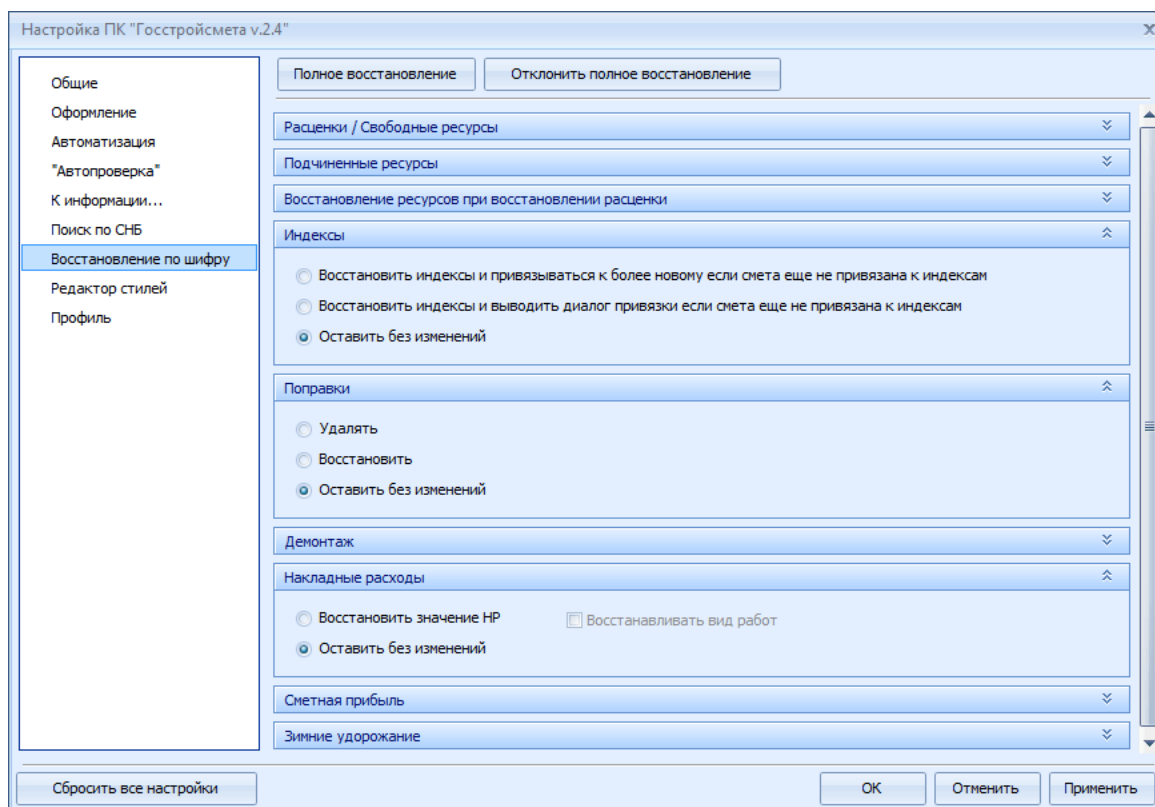 Настройка ПК "Госстройсмета v.2.4"
Общие
Оформление
Автоматизация
"Автопроверка"
К информации...
Поиск по СНБ
Восстановление по шифру
Редактор стилей
Профиль
Полное восстановление
Отклонить полное восстановление
Расценки / Свободные ресурсы
Подчиненные ресурсы
Восстановление ресурсов при восстановлении расценки
Индексы
Восстановить индексы и привязываться к более новому если смета еще не привязана к индексам
Восстановить индексы и выводить диалог привязки если смета еще не привязана к индексам
Оставить без изменений
Поправки
Удалять
Восстановить
Оставить без изменений
Демонтаж
Накладные расходы
Восстановить значение НР
Восстанавливать вид работ
Оставить без изменений
Сметная прибыль
Зимние удорожание
Сбросить все настройки
ОК
Отменить
Применить